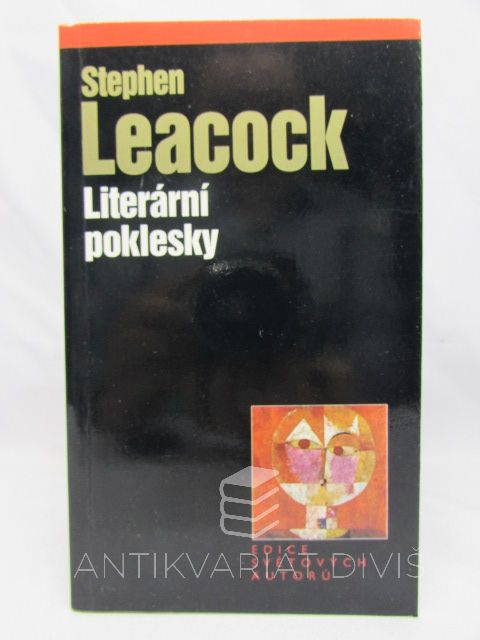 Stephen
Leacock
Literární
poklesky
EDICE
SVĚTOVÝCH
AUTORŮ
ANTIKVARIÁT DIVIŠ